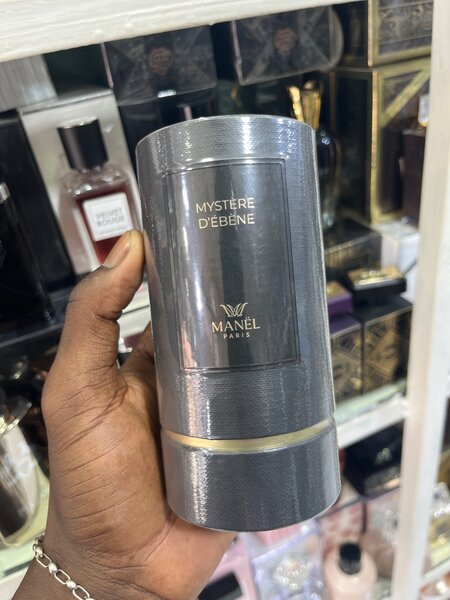 MYSTÈRE
D'ÉBÈNE
MANËL
PARIS
VELVET
ROUGE